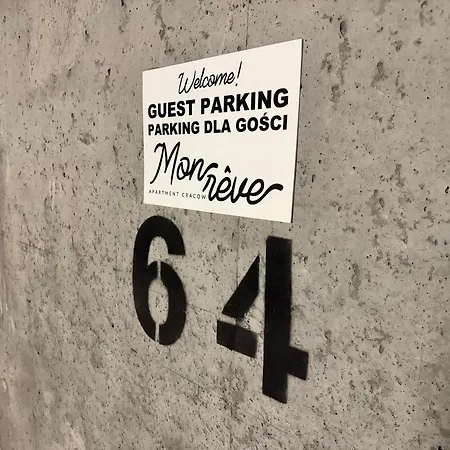 Welcome!
GUEST PARKING
PARKING DLA GOŚCI
Mon
rêve
APARTMENT CRACOW
64